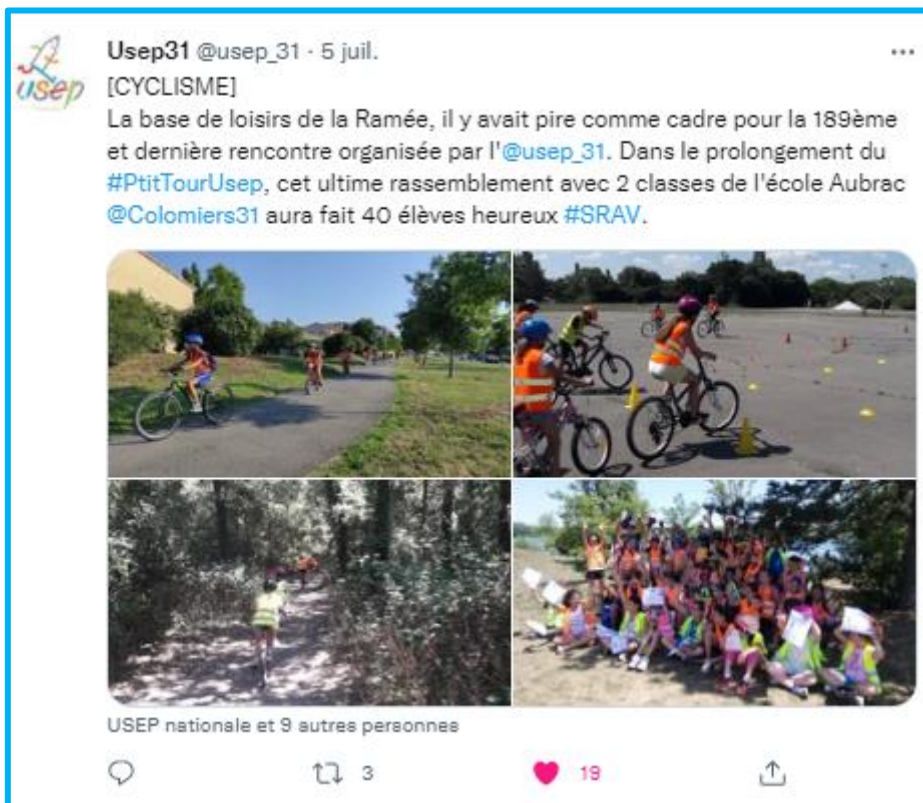 Usep31 @usep_31 · 5 juil.
usep
[CYCLISME]
La base de loisirs de la Ramée, il y avait pire comme cadre pour la 189ème
et dernière rencontre organisée par l'@usep_31. Dans le prolongement du
#PtitTourUsep, cet ultime rassemblement avec 2 classes de l'école Aubrac
@Colomiers31 aura fait 40 élèves heureux #SRAV.
USEP nationale et 9 autres personnes
3
19